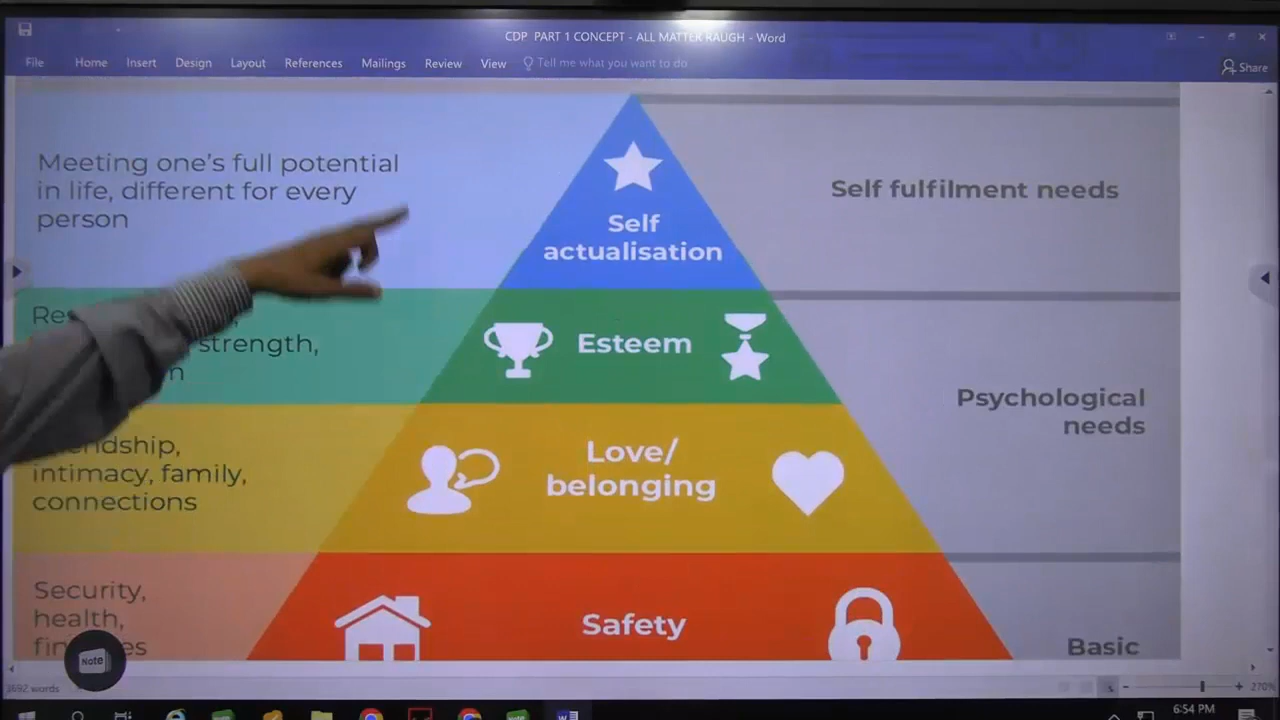 CDP PART 1 CONCEPT - ALL MATTER RAUGH - Word
File Home Insert Design Layout References Mailings Review View Tell me what you want to do
Share
Meeting one's full potential
in life, different for every
person
Self
actualisation
Self fulfilment needs
strength,
Esteem
Psychological
needs
intimacy, family,
connections
Love/
belonging
Security,
health,
Safety
Basic
Note
3692 words
270%
6:54 PM